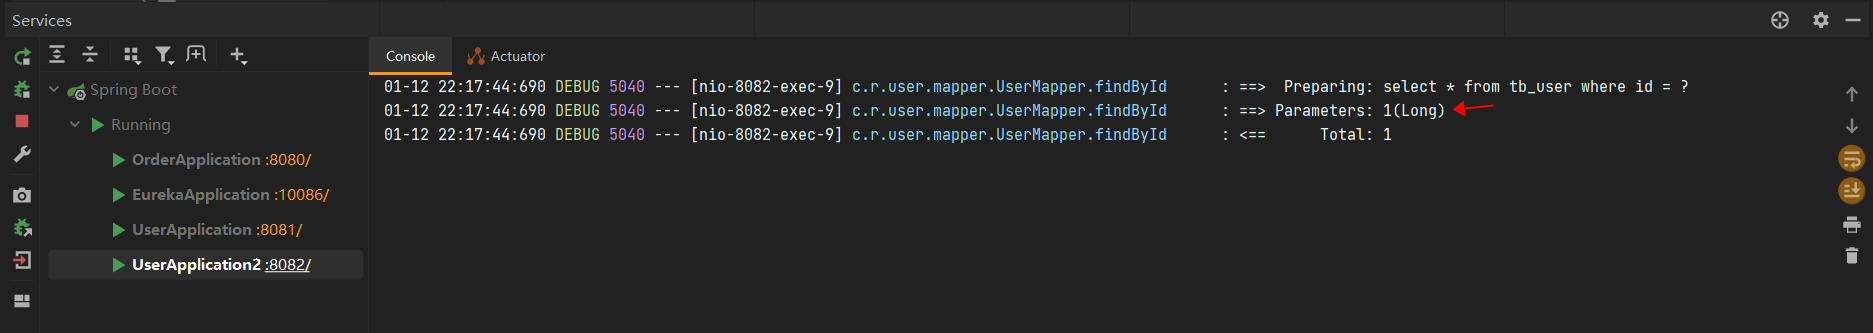 Services
Console
Actuator
Spring Boot
Running
OrderApplication :8080/
EurekaApplication :10086/
UserApplication :8081/
UserApplication2 :8082/
01-12 22:17:44:690 DEBUG 5040 --- [nio-8082-exec-9] c.r.user.mapper.UserMapper.findById      : ==>  Preparing: select * from tb_user where id = ?
01-12 22:17:44:690 DEBUG 5040 --- [nio-8082-exec-9] c.r.user.mapper.UserMapper.findById      : ==> Parameters: 1(Long)
01-12 22:17:44:690 DEBUG 5040 --- [nio-8082-exec-9] c.r.user.mapper.UserMapper.findById      : <==      Total: 1